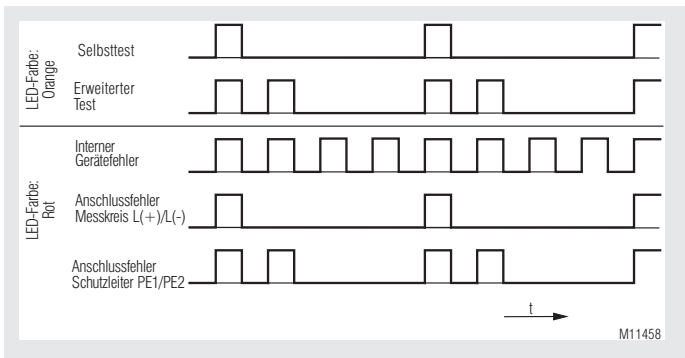 LED-Farbe:
Orange
Selbsttest
Erweiterter
Test
LED-Farbe:
Rot
Interner
Gerätefehler
Anschlussfehler
Messkreis L(+)/L(-)
Anschlussfehler
Schutzleiter PE1/PE2
t
M11458